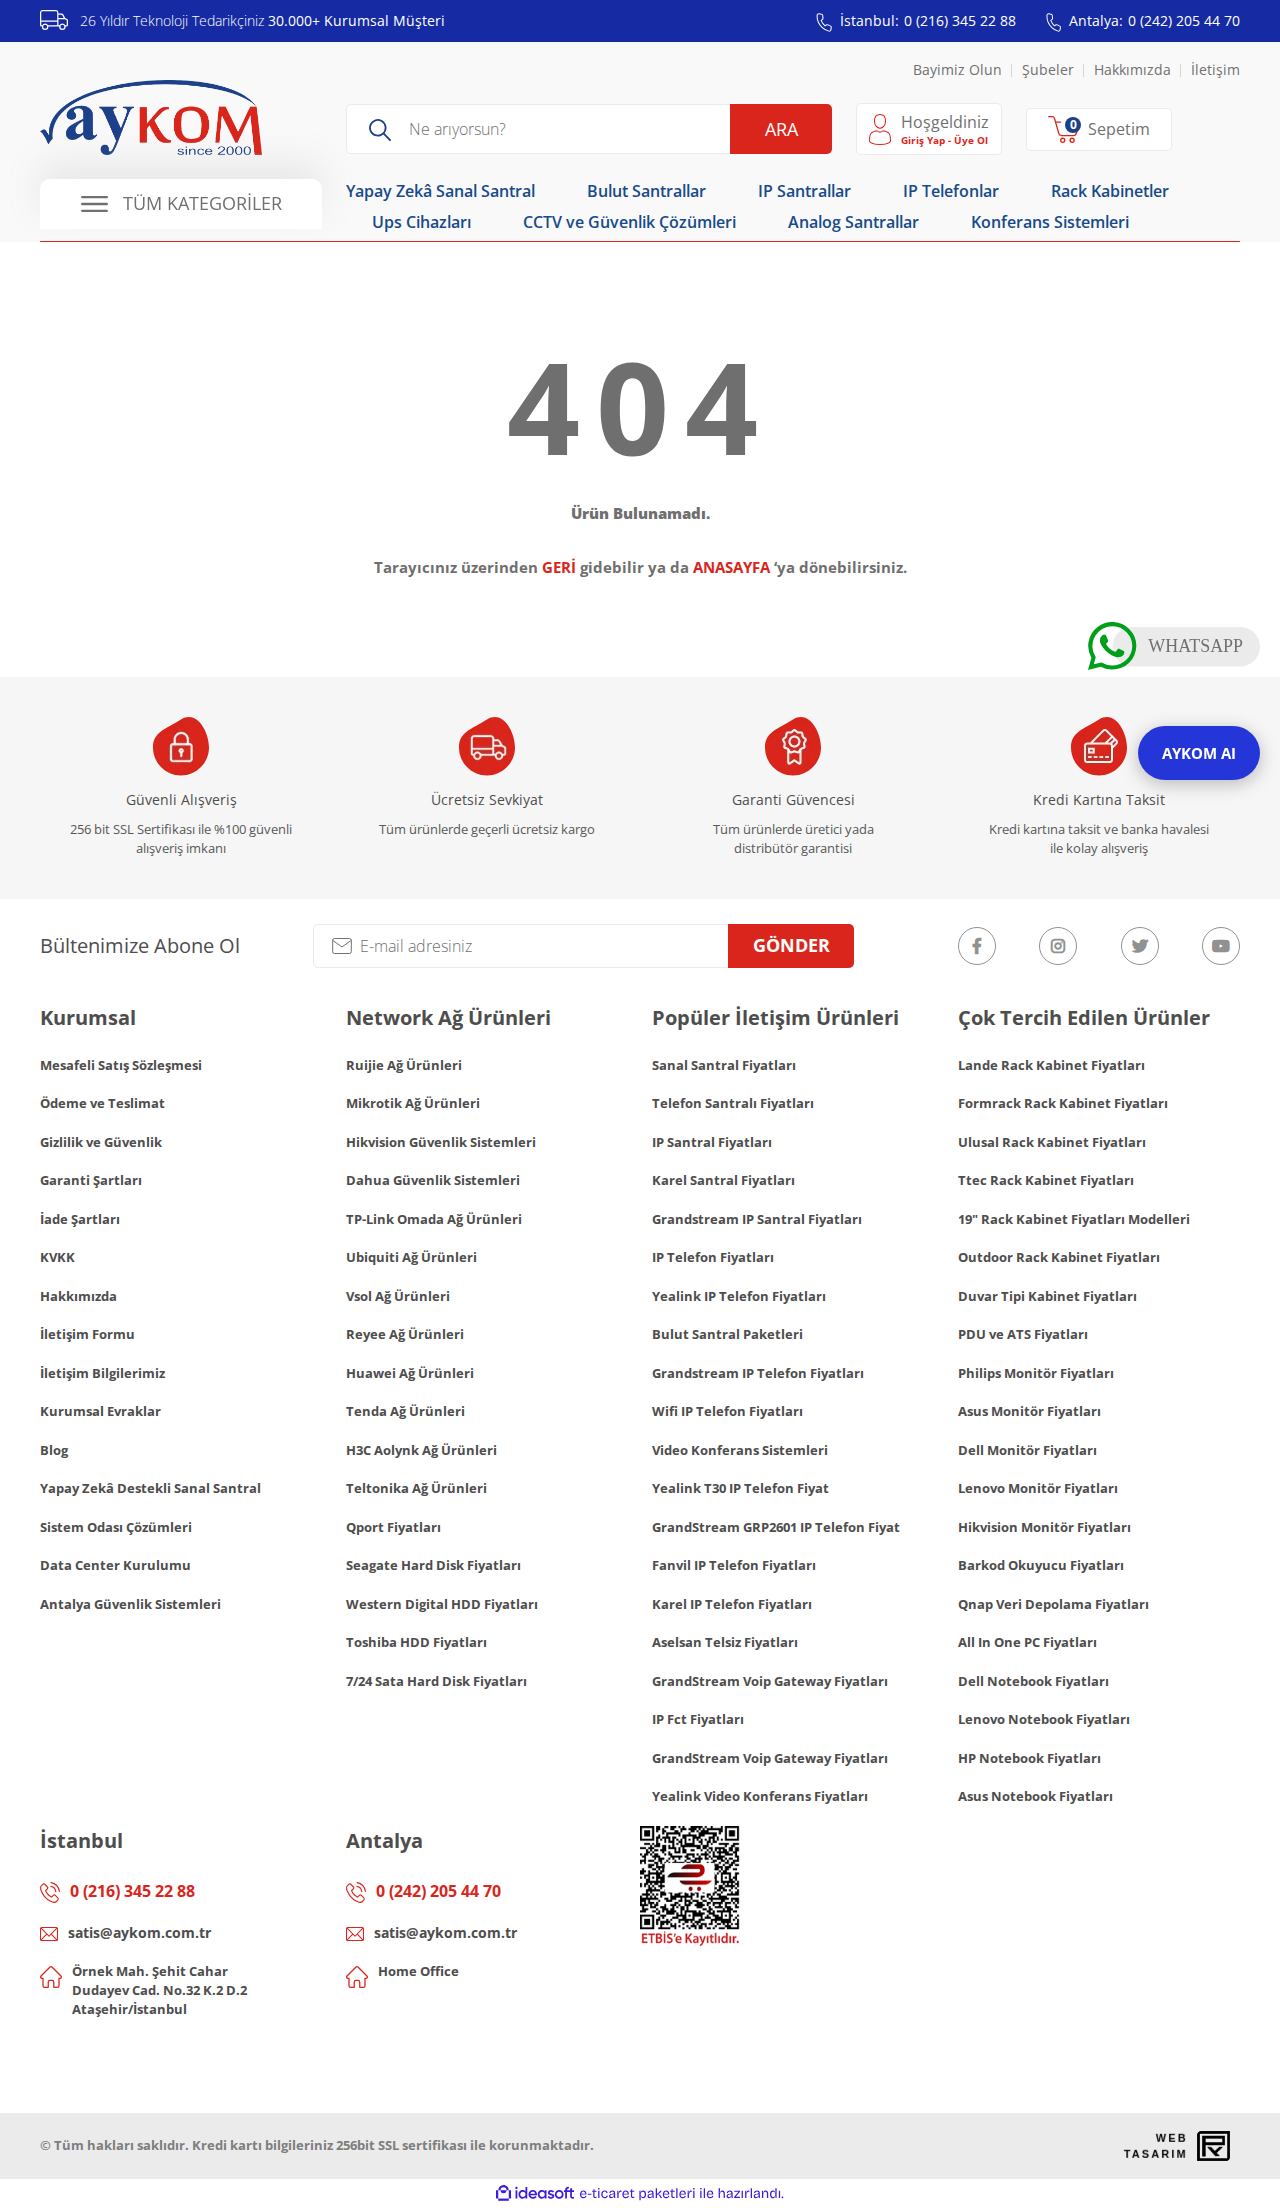 26 Yıldır Teknoloji Tedarikçiniz 30.000+ Kurumsal Müşteri
İstanbul: 0 (216) 345 22 88
Antalya: 0 (242) 205 44 70
Bayimiz Olun
Şubeler
Hakkımızda
İletişim
aykom
since 2000
Ne arıyorsun?
ARA
Hoşgeldiniz
Giriş Yap - Üye Ol
0
Sepetim
TÜM KATEGORİLER
Yapay Zekâ Sanal Santral
Bulut Santrallar
IP Santrallar
IP Telefonlar
Rack Kabinetler
Ups Cihazları
CCTV ve Güvenlik Çözümleri
Analog Santrallar
Konferans Sistemleri
404
Ürün Bulunamadı.
Tarayıcınız üzerinden GERİ gidebilir ya da ANASAYFA ‘ya dönebilirsiniz.
WHATSAPP
AYKOM AI
Güvenli Alışveriş
256 bit SSL Sertifikası ile %100 güvenli
alışveriş imkanı
Ücretsiz Sevkiyat
Tüm ürünlerde geçerli ücretsiz kargo
Garanti Güvencesi
Tüm ürünlerde üretici yada
distribütör garantisi
Kredi Kartına Taksit
Kredi kartına taksit ve banka havalesi
ile kolay alışveriş
Bültenimize Abone Ol
E-mail adresiniz
GÖNDER
Kurumsal
Mesafeli Satış Sözleşmesi
Ödeme ve Teslimat
Gizlilik ve Güvenlik
Garanti Şartları
İade Şartları
KVKK
Hakkımızda
İletişim Formu
İletişim Bilgilerimiz
Kurumsal Evraklar
Blog
Yapay Zekâ Destekli Sanal Santral
Sistem Odası Çözümleri
Data Center Kurulumu
Antalya Güvenlik Sistemleri
Network Ağ Ürünleri
Ruijie Ağ Ürünleri
Mikrotik Ağ Ürünleri
Hikvision Güvenlik Sistemleri
Dahua Güvenlik Sistemleri
TP-Link Omada Ağ Ürünleri
Ubiquiti Ağ Ürünleri
Vsol Ağ Ürünleri
Reyee Ağ Ürünleri
Huawei Ağ Ürünleri
Tenda Ağ Ürünleri
H3C Aolynk Ağ Ürünleri
Teltonika Ağ Ürünleri
Qport Fiyatları
Seagate Hard Disk Fiyatları
Western Digital HDD Fiyatları
Toshiba HDD Fiyatları
7/24 Sata Hard Disk Fiyatları
Popüler İletişim Ürünleri
Sanal Santral Fiyatları
Telefon Santralı Fiyatları
IP Santral Fiyatları
Karel Santral Fiyatları
Grandstream IP Santral Fiyatları
IP Telefon Fiyatları
Yealink IP Telefon Fiyatları
Bulut Santral Paketleri
Grandstream IP Telefon Fiyatları
Wifi IP Telefon Fiyatları
Video Konferans Sistemleri
Yealink T30 IP Telefon Fiyat
GrandStream GRP2601 IP Telefon Fiyat
Fanvil IP Telefon Fiyatları
Karel IP Telefon Fiyatları
Aselsan Telsiz Fiyatları
GrandStream Voip Gateway Fiyatları
IP Fct Fiyatları
GrandStream Voip Gateway Fiyatları
Yealink Video Konferans Fiyatları
Çok Tercih Edilen Ürünler
Lande Rack Kabinet Fiyatları
Formrack Rack Kabinet Fiyatları
Ulusal Rack Kabinet Fiyatları
Ttec Rack Kabinet Fiyatları
19" Rack Kabinet Fiyatları Modelleri
Outdoor Rack Kabinet Fiyatları
Duvar Tipi Kabinet Fiyatları
PDU ve ATS Fiyatları
Philips Monitör Fiyatları
Asus Monitör Fiyatları
Dell Monitör Fiyatları
Lenovo Monitör Fiyatları
Hikvision Monitör Fiyatları
Barkod Okuyucu Fiyatları
Qnap Veri Depolama Fiyatları
All In One PC Fiyatları
Dell Notebook Fiyatları
Lenovo Notebook Fiyatları
HP Notebook Fiyatları
Asus Notebook Fiyatları
İstanbul
0 (216) 345 22 88
satis@aykom.com.tr
Örnek Mah. Şehit Cahar
Dudayev Cad. No.32 K.2 D.2
Ataşehir/İstanbul
Antalya
0 (242) 205 44 70
satis@aykom.com.tr
Home Office
ETBİS’e Kayıtlıdır.
© Tüm hakları saklıdır. Kredi kartı bilgileriniz 256bit SSL sertifikası ile korunmaktadır.
WEB
TASARIM
ideasoft e-ticaret paketleri ile hazırlandı.